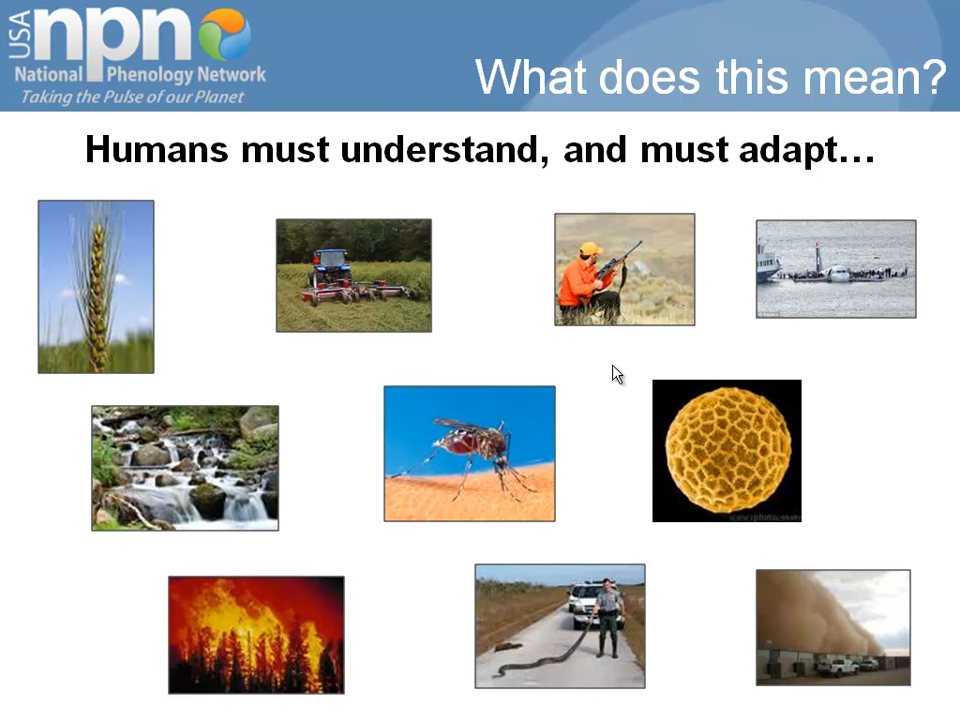 USA npn
National Phenology Network
Taking the Pulse of our Planet
What does this mean?
Humans must understand, and must adapt…